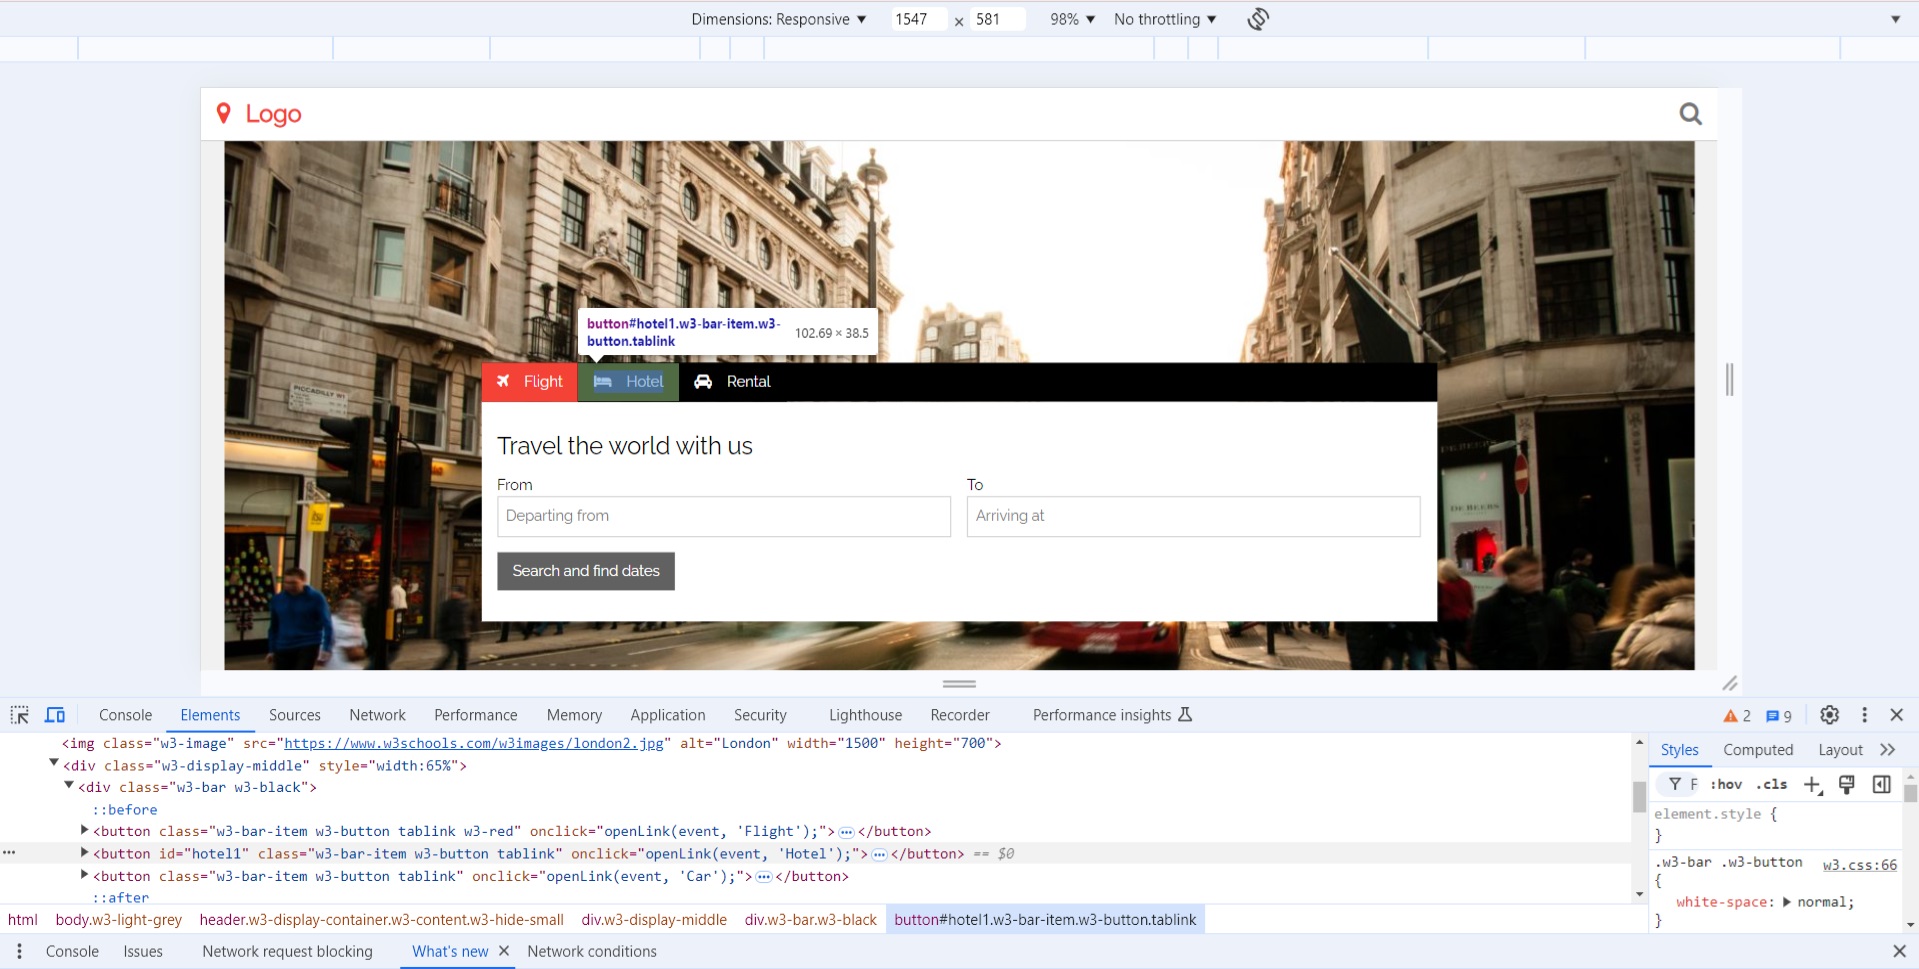 Dimensions: Responsive ▼ 1547 × 581 98% ▼ No throttling ▼
Logo
PICCADILLY W1
button#hotel1.w3-bar-item.w3-
button.tablink
102.69 × 38.5
Flight Hotel Rental
Travel the world with us
From To
Departing from Arriving at
Search and find dates
DE BEERS
Console Elements Sources Network Performance Memory Application Security Lighthouse Recorder Performance insights 2 9
<img class="w3-image" src="https://www.w3schools.com/w3images/london2.jpg" alt="London" width="1500" height="700">
<div class="w3-display-middle" style="width:65%">
<div class="w3-bar w3-black">
::before
<button class="w3-bar-item w3-button tablink w3-red" onclick="openLink(event, 'Flight');">…</button>
<button id="hotel1" class="w3-bar-item w3-button tablink" onclick="openLink(event, 'Hotel');">…</button> == $0
<button class="w3-bar-item w3-button tablink" onclick="openLink(event, 'Car');">…</button>
::after
Styles Computed Layout
F :hov .cls
element.style {
}
.w3-bar .w3-button w3.css:66
{
white-space: ▶ normal;
}
html body.w3-light-grey header.w3-display-container.w3-content.w3-hide-small div.w3-display-middle div.w3-bar.w3-black button#hotel1.w3-bar-item.w3-button.tablink
Console Issues Network request blocking What's new Network conditions